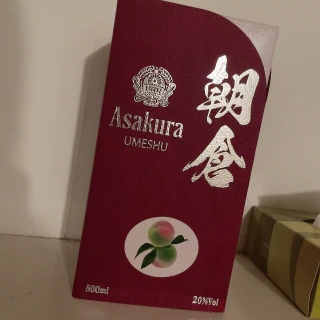 Asakura
UMESHU
朝倉
500ml
20%Vol